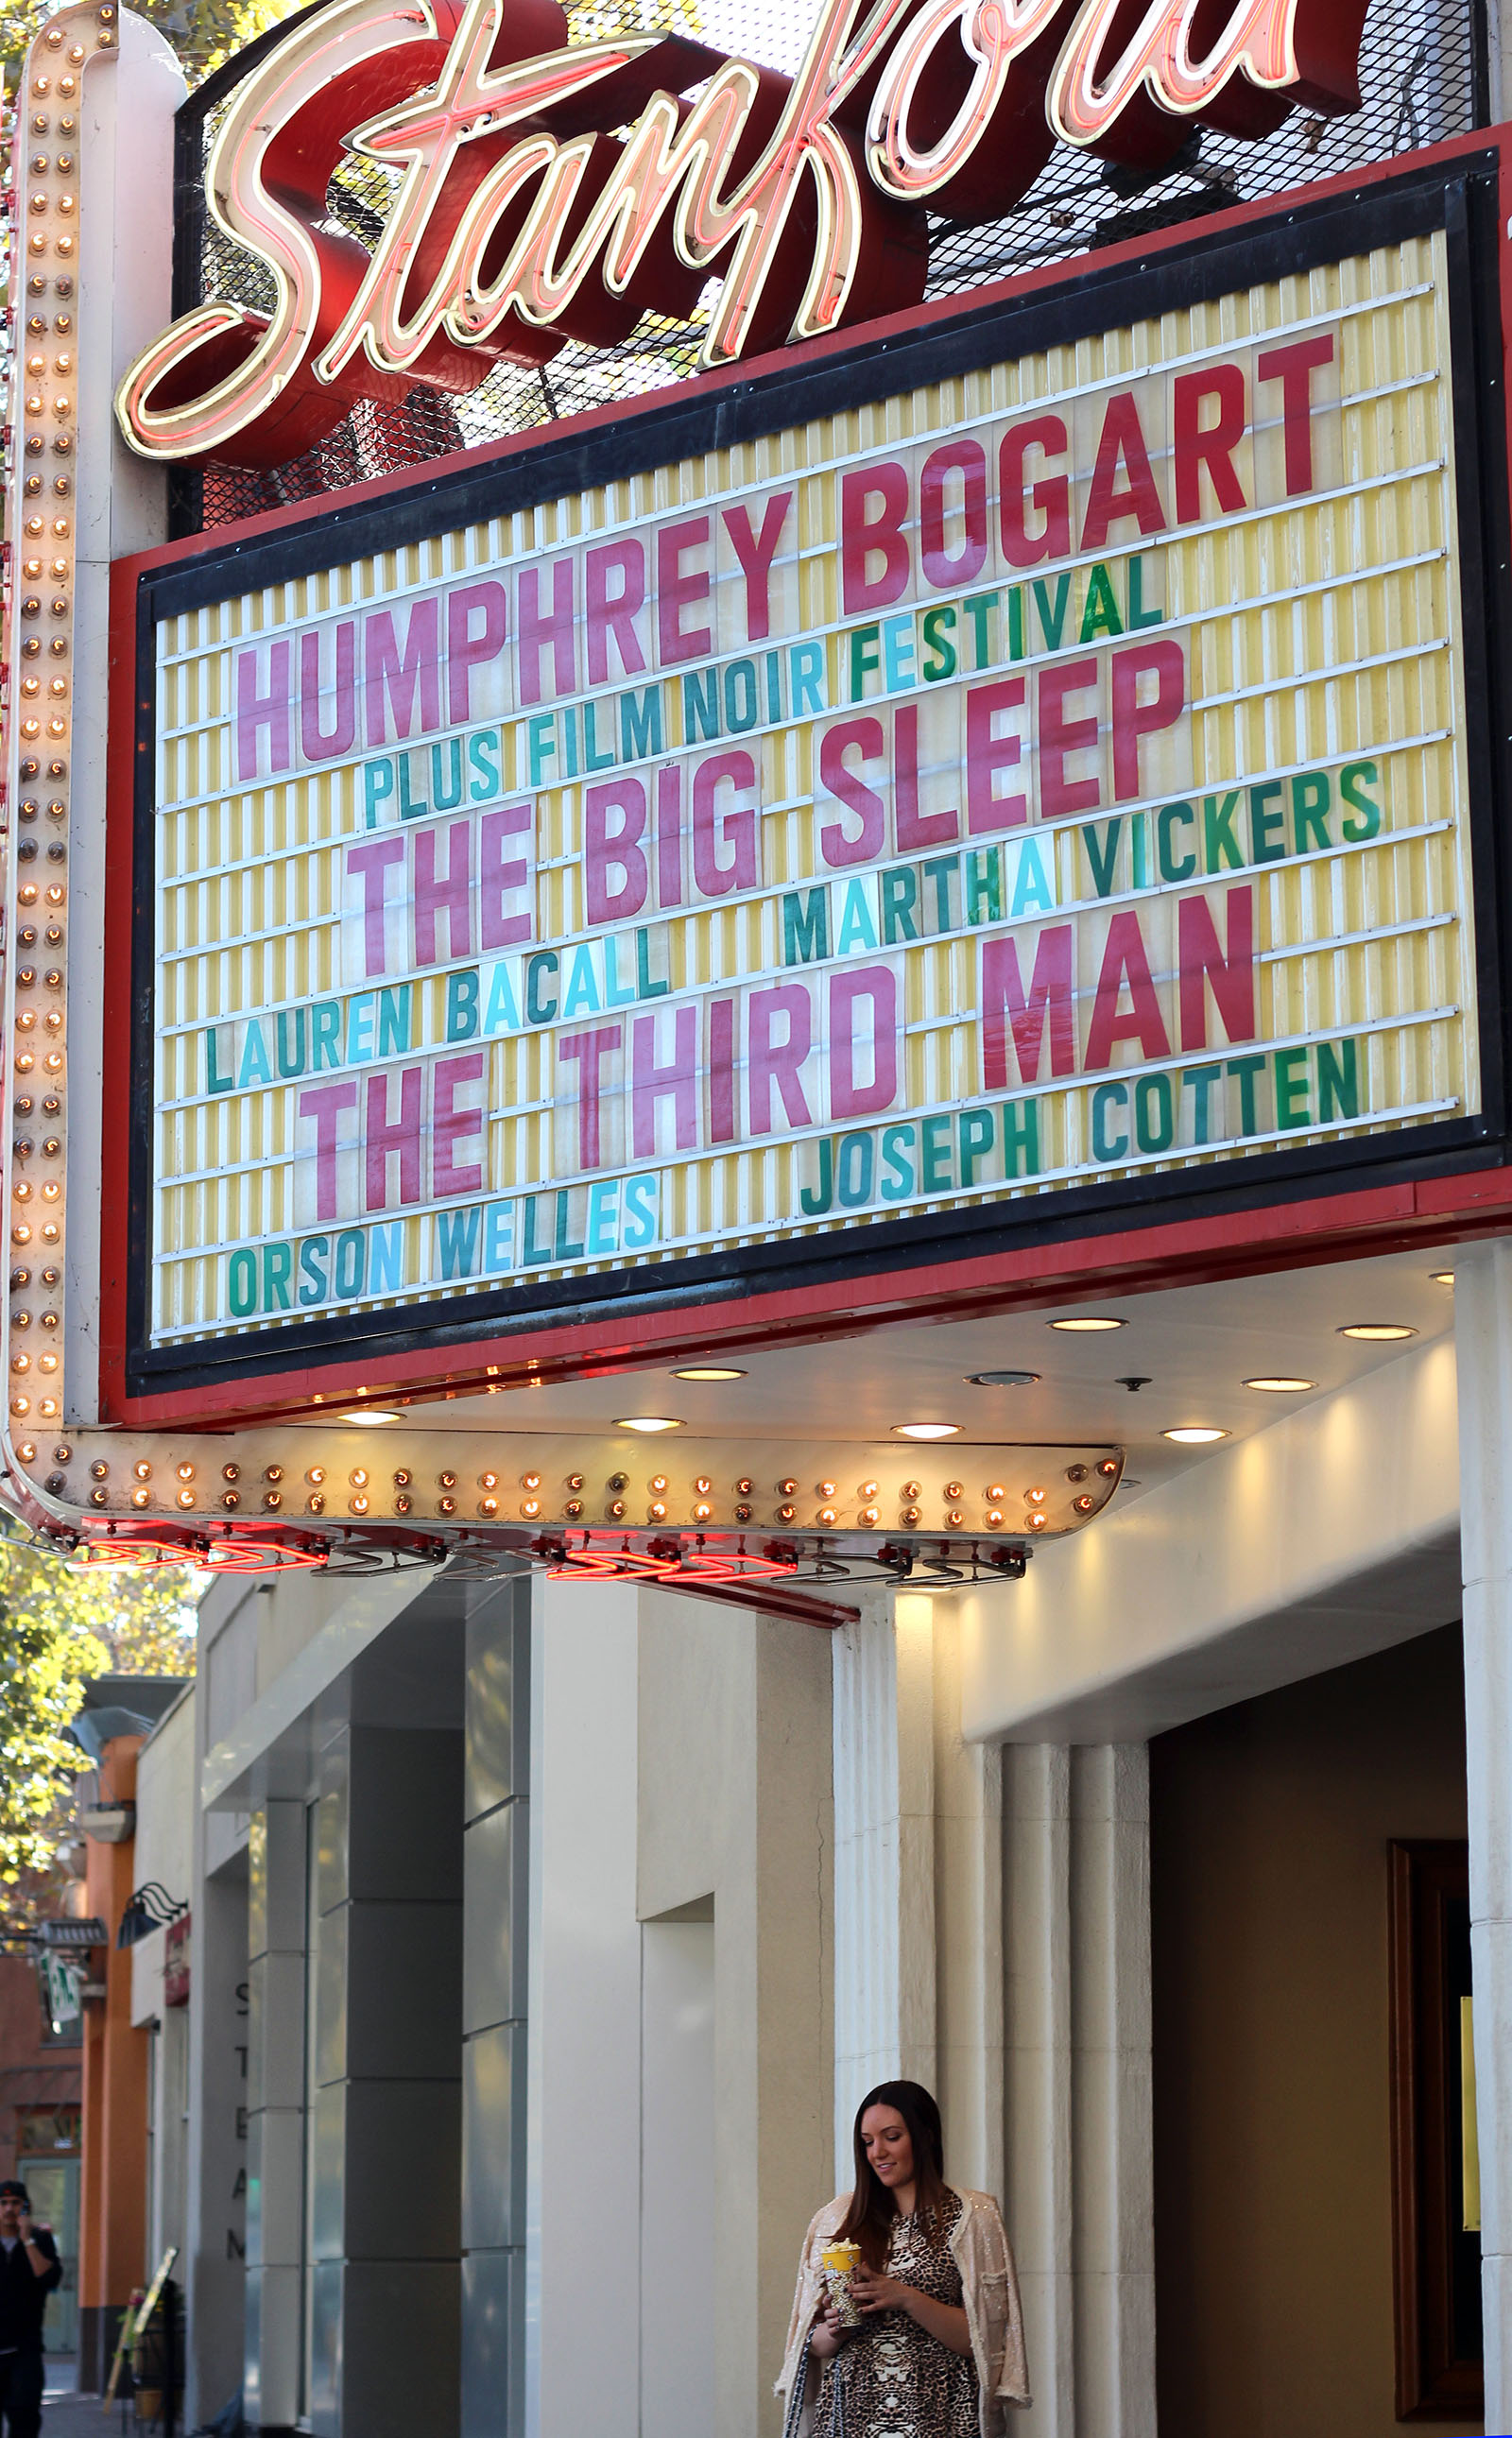 Stanford
HUMPHREY BOGART
PLUS FILM NOIR FESTIVAL
THE BIG SLEEP
LAUREN BACALL MARTHA VICKERS
THE THIRD MAN
ORSON WELLES JOSEPH COTTEN
STEAM